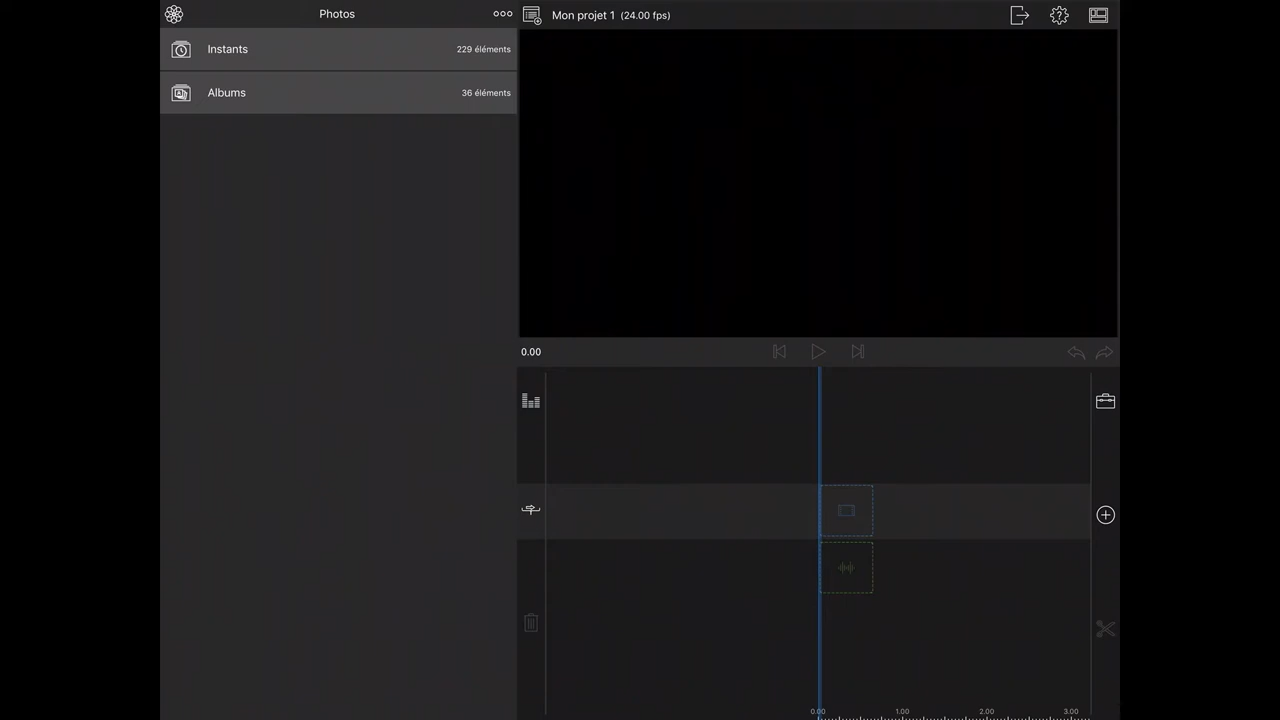 Photos
Mon projet 1 (24.00 fps)
Instants 229 éléments
Albums 36 éléments
0.00
0.00 1.00 2.00 3.00